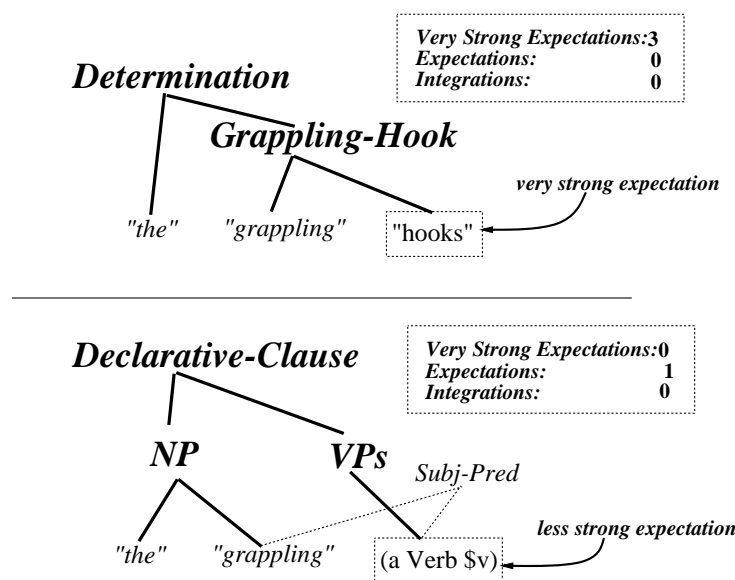 Very Strong Expectations:3
Expectations: 0
Integrations: 0
Determination
Grappling-Hook
very strong expectation
"the" "grappling" "hooks"
Declarative-Clause
Very Strong Expectations:0
Expectations: 1
Integrations: 0
NP VPs
Subj-Pred
less strong expectation
"the" "grappling" (a Verb $v)